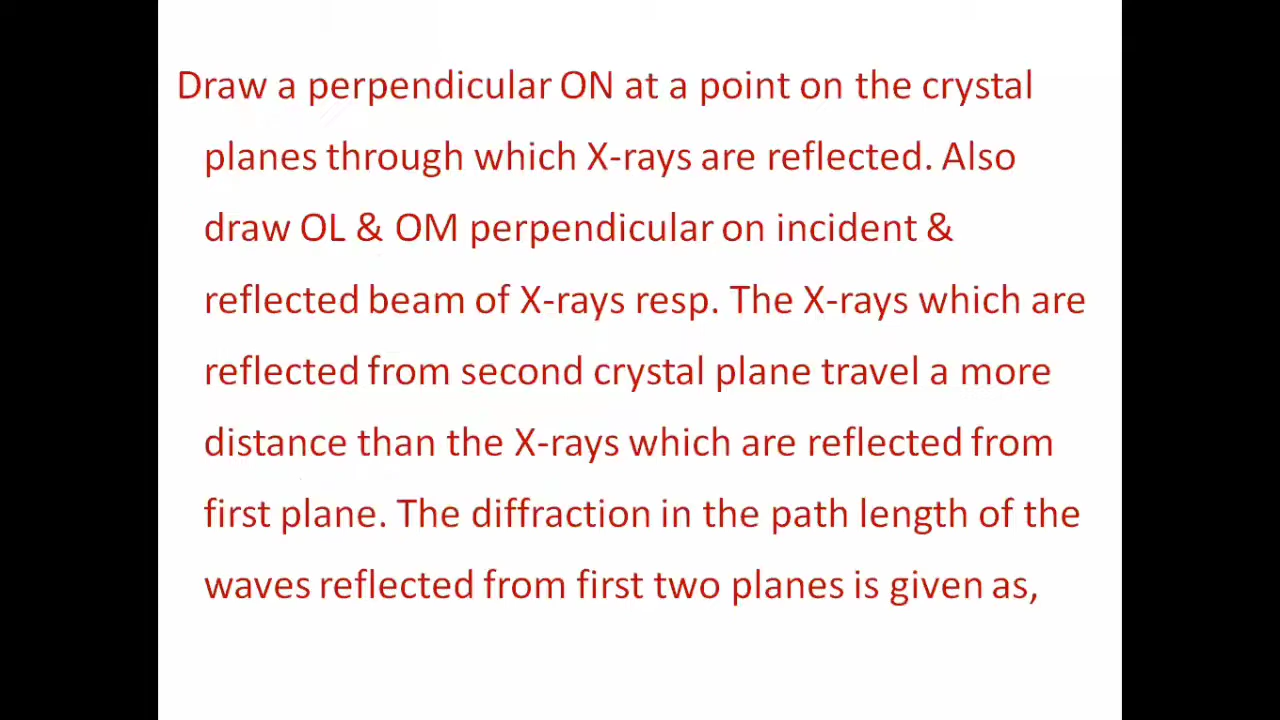 Draw a perpendicular ON at a point on the crystal
planes through which X-rays are reflected. Also
draw OL & OM perpendicular on incident &
reflected beam of X-rays resp. The X-rays which are
reflected from second crystal plane travel a more
distance than the X-rays which are reflected from
first plane. The diffraction in the path length of the
waves reflected from first two planes is given as,